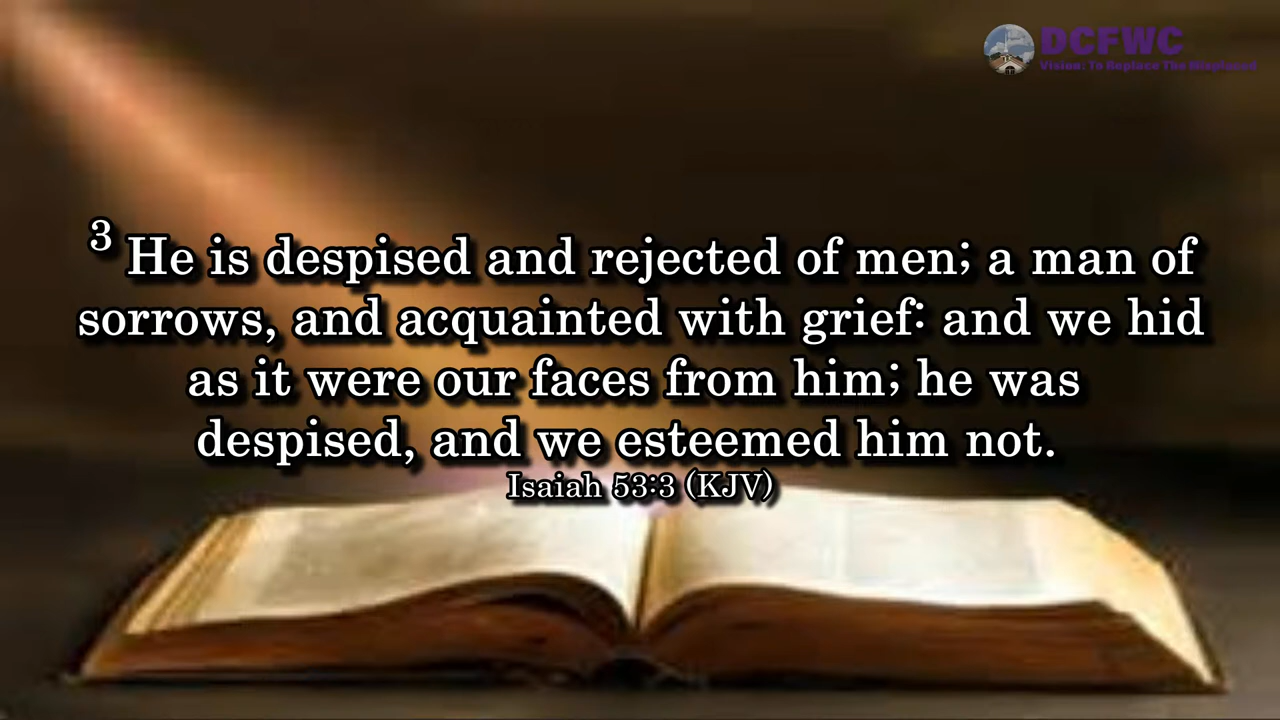 DCFWC
Vision: To Replace The Misplaced
3 He is despised and rejected of men; a man of
sorrows, and acquainted with grief: and we hid
as it were our faces from him; he was
despised, and we esteemed him not.
Isaiah 53:3 (KJV)